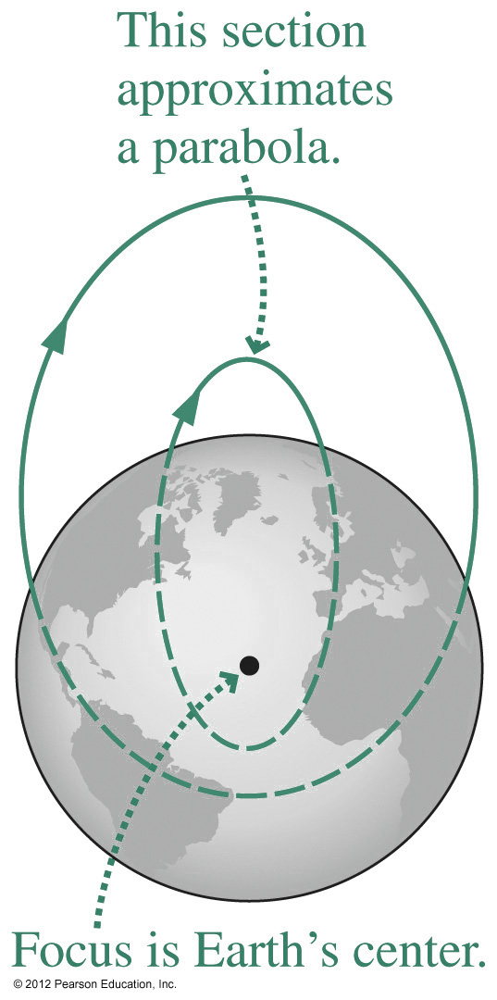 This section
approximates
a parabola.
Focus is Earth's center.
© 2012 Pearson Education, Inc.